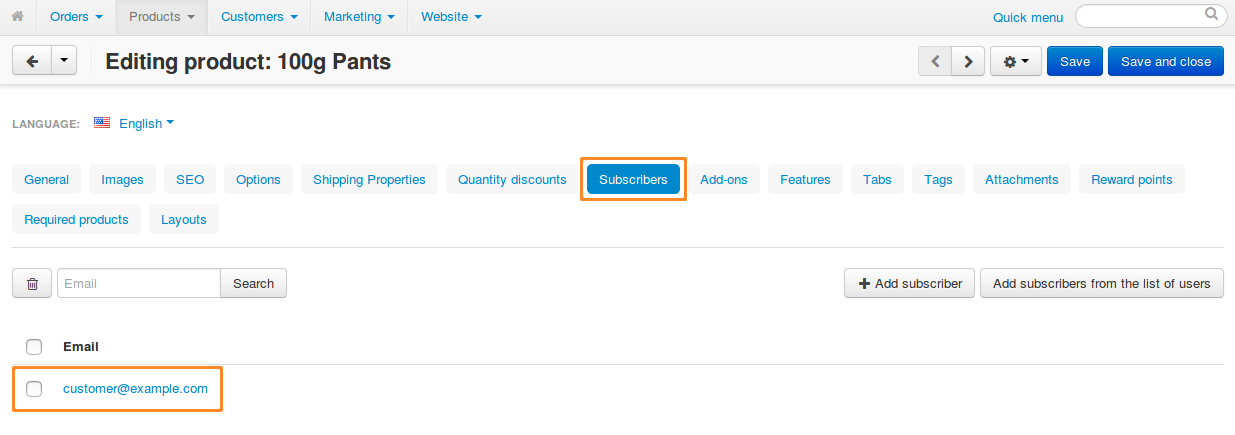 Orders Products Customers Marketing Website Quick menu
Editing product: 100g Pants Save Save and close
LANGUAGE: English
General Images SEO Options Shipping Properties Quantity discounts Subscribers Add-ons Features Tabs Tags Attachments Reward points
Required products Layouts
Email Search + Add subscriber Add subscribers from the list of users
Email
customer@example.com